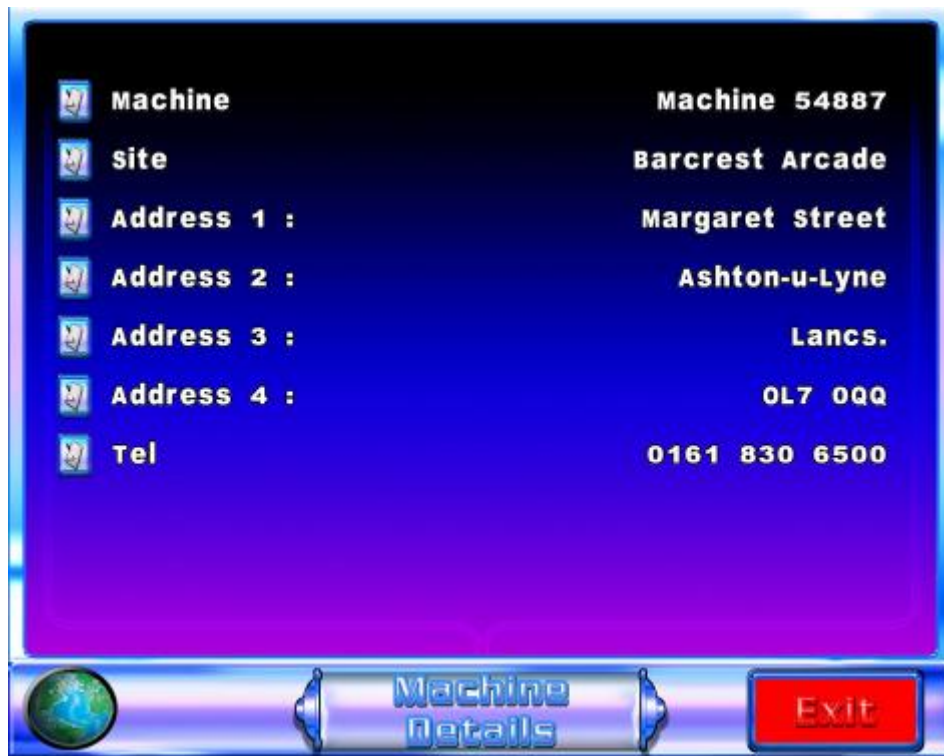 Machine Machine 54887
Site Barcrest Arcade
Address 1 : Margaret Street
Address 2 : Ashton-u-Lyne
Address 3 : Lancs.
Address 4 : OL7 0QQ
Tel 0161 830 6500
Machine
Details
Exit